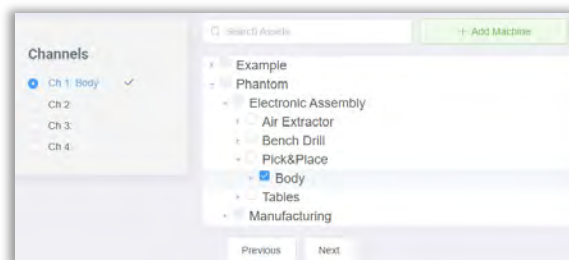 Channels
Ch 1: Body
Ch 2:
Ch 3:
Ch 4:
Search Assets
+ Add Machine
Example
Phantom
Electronic Assembly
Air Extractor
Bench Drill
Pick&Place
Body
Tables
Manufacturing
Previous
Next